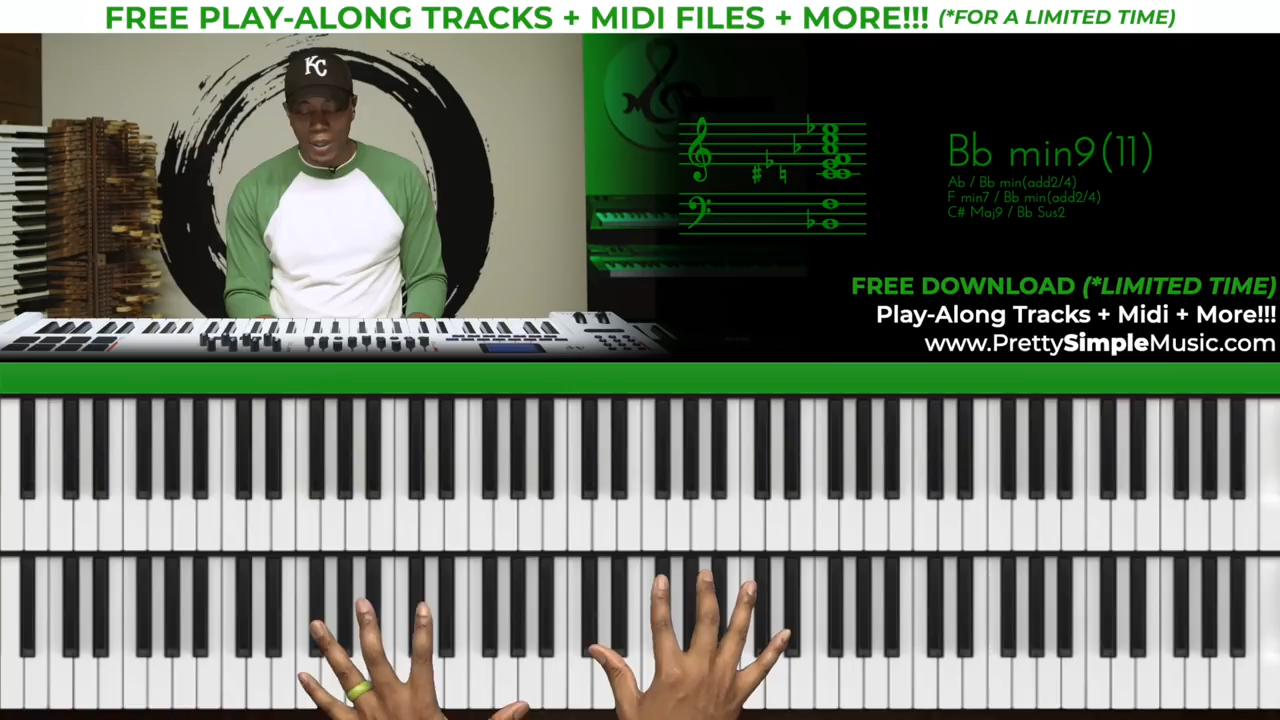 FREE PLAY-ALONG TRACKS + MIDI FILES + MORE!!! (*FOR A LIMITED TIME)
KC
Bb min9(11)
Ab / Bb min(add2/4)
F min7 / Bb min(add2/4)
C# Maj9 / Bb Sus2
FREE DOWNLOAD (*LIMITED TIME)
Play-Along Tracks + Midi + More!!!
www.PrettySimpleMusic.com